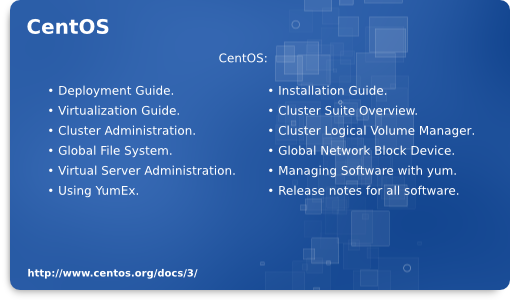 CentOS
CentOS:
• Deployment Guide.
• Virtualization Guide.
• Cluster Administration.
• Global File System.
• Virtual Server Administration.
• Using YumEx.
• Installation Guide.
• Cluster Suite Overview.
• Cluster Logical Volume Manager.
• Global Network Block Device.
• Managing Software with yum.
• Release notes for all software.
http://www.centos.org/docs/3/